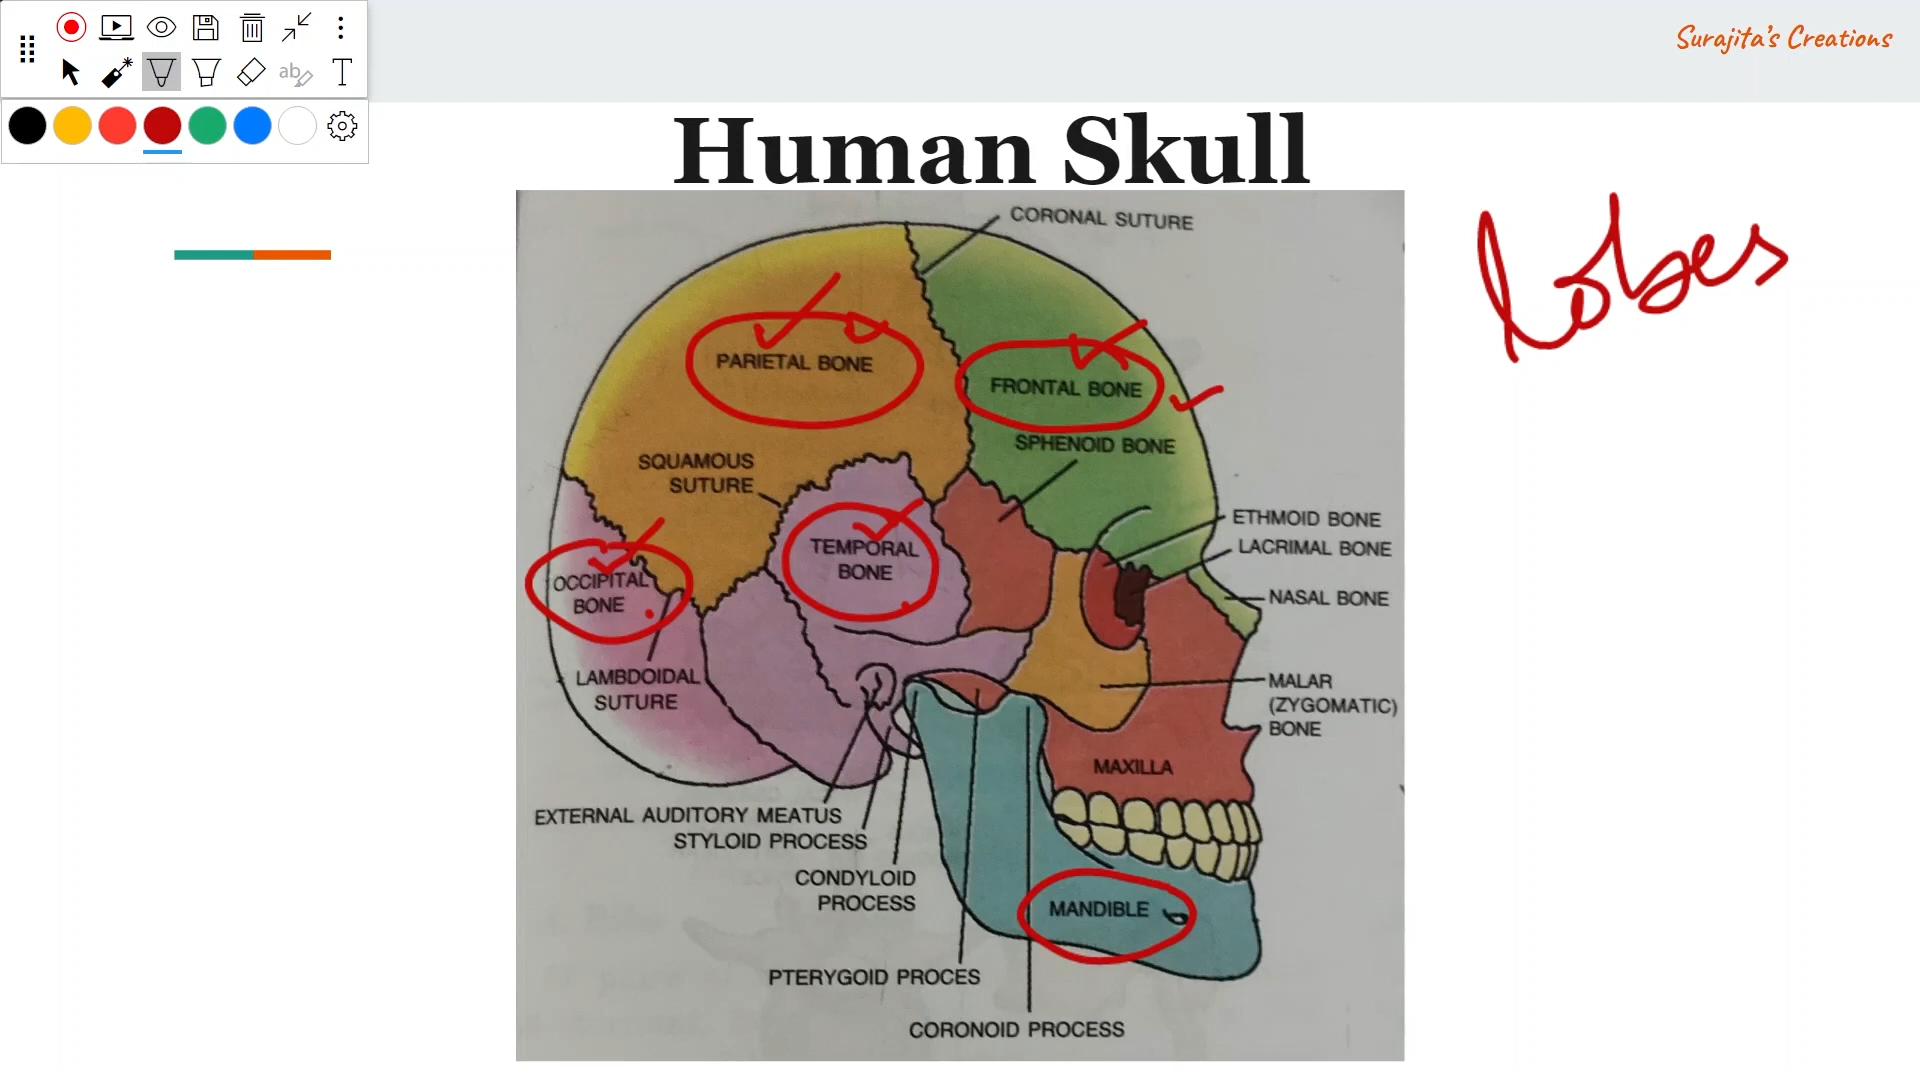 Surajita's Creations
Human Skull
lobes
CORONAL SUTURE
PARIETAL BONE
FRONTAL BONE
SPHENOID BONE
SQUAMOUS
SUTURE
ETHMOID BONE
LACRIMAL BONE
TEMPORAL
BONE
OCCIPITAL
BONE
NASAL BONE
LAMBDOIDAL
SUTURE
MALAR
(ZYGOMATIC)
BONE
MAXILLA
EXTERNAL AUDITORY MEATUS
STYLOID PROCESS
CONDYLOID
PROCESS
MANDIBLE
PTERYGOID PROCES
CORONOID PROCESS
ab
T